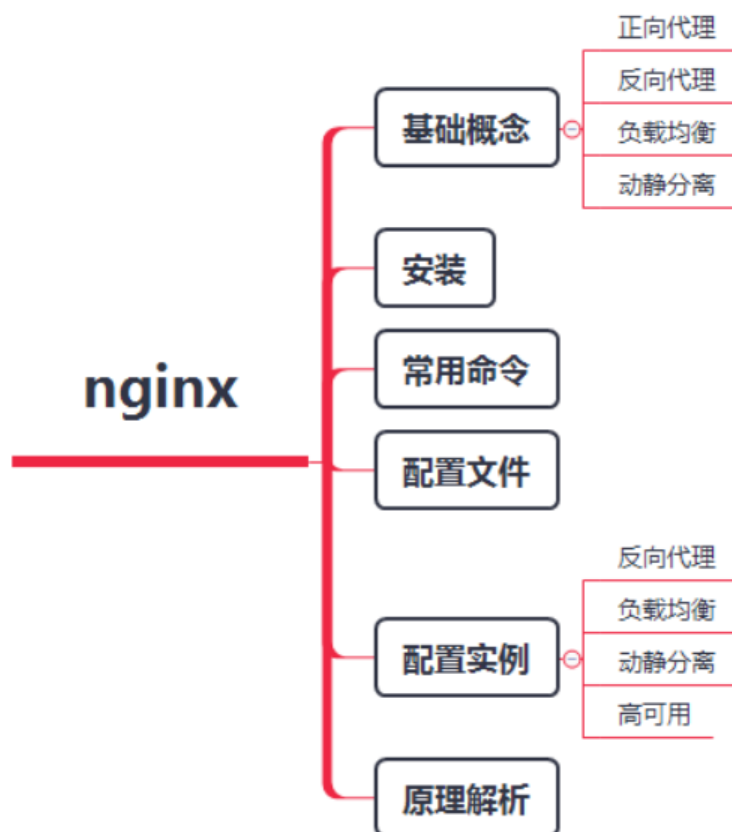 nginx
基础概念
正向代理
反向代理
负载均衡
动静分离
安装
常用命令
配置文件
配置实例
反向代理
负载均衡
动静分离
高可用
原理解析